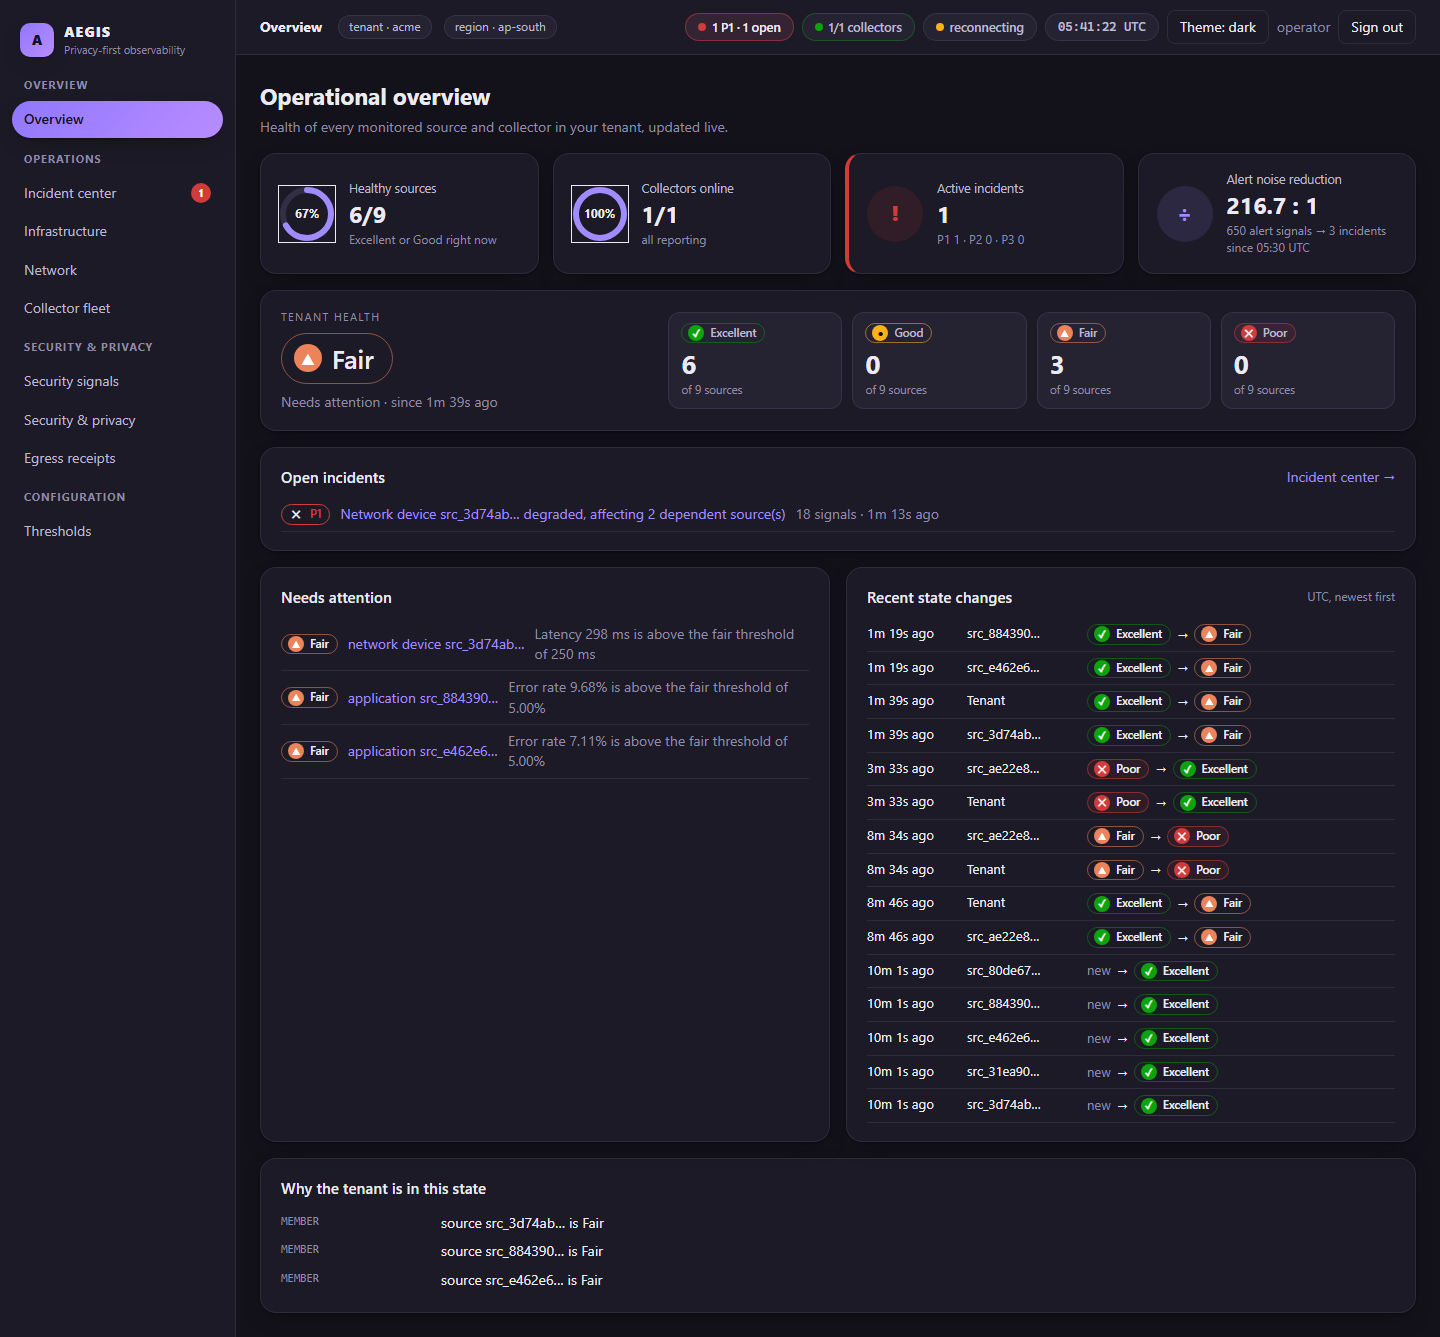 A
AEGIS
Privacy-first observability
OVERVIEW
Overview
OPERATIONS
Incident center 1
Infrastructure
Network
Collector fleet
SECURITY & PRIVACY
Security signals
Security & privacy
Egress receipts
CONFIGURATION
Thresholds
Overview tenant · acme region · ap-south 1 P1 · 1 open 1/1 collectors reconnecting 05:41:22 UTC Theme: dark operator Sign out
Operational overview
Health of every monitored source and collector in your tenant, updated live.
67%
Healthy sources
6/9
Excellent or Good right now
100%
Collectors online
1/1
all reporting
!
Active incidents
1
P1 1 · P2 0 · P3 0
÷
Alert noise reduction
216.7 : 1
650 alert signals → 3 incidents
since 05:30 UTC
TENANT HEALTH
Fair
Needs attention · since 1m 39s ago
Excellent
6
of 9 sources
Good
0
of 9 sources
Fair
3
of 9 sources
Poor
0
of 9 sources
Open incidents Incident center →
P1 Network device src_3d74ab… degraded, affecting 2 dependent source(s) 18 signals · 1m 13s ago
Needs attention
Fair network device src_3d74ab… Latency 298 ms is above the fair threshold
of 250 ms
Fair application src_884390… Error rate 9.68% is above the fair threshold of
5.00%
Fair application src_e462e6… Error rate 7.11% is above the fair threshold of
5.00%
Recent state changes UTC, newest first
1m 19s ago src_884390… Excellent → Fair
1m 19s ago src_e462e6… Excellent → Fair
1m 39s ago Tenant Excellent → Fair
1m 39s ago src_3d74ab… Excellent → Fair
3m 33s ago src_ae22e8… Poor → Excellent
3m 33s ago Tenant Poor → Excellent
8m 34s ago src_ae22e8… Fair → Poor
8m 34s ago Tenant Fair → Poor
8m 46s ago Tenant Excellent → Fair
8m 46s ago src_ae22e8… Excellent → Fair
10m 1s ago src_80de67… new → Excellent
10m 1s ago src_884390… new → Excellent
10m 1s ago src_e462e6… new → Excellent
10m 1s ago src_31ea90… new → Excellent
10m 1s ago src_3d74ab… new → Excellent
Why the tenant is in this state
MEMBER source src_3d74ab… is Fair
MEMBER source src_884390… is Fair
MEMBER source src_e462e6… is Fair